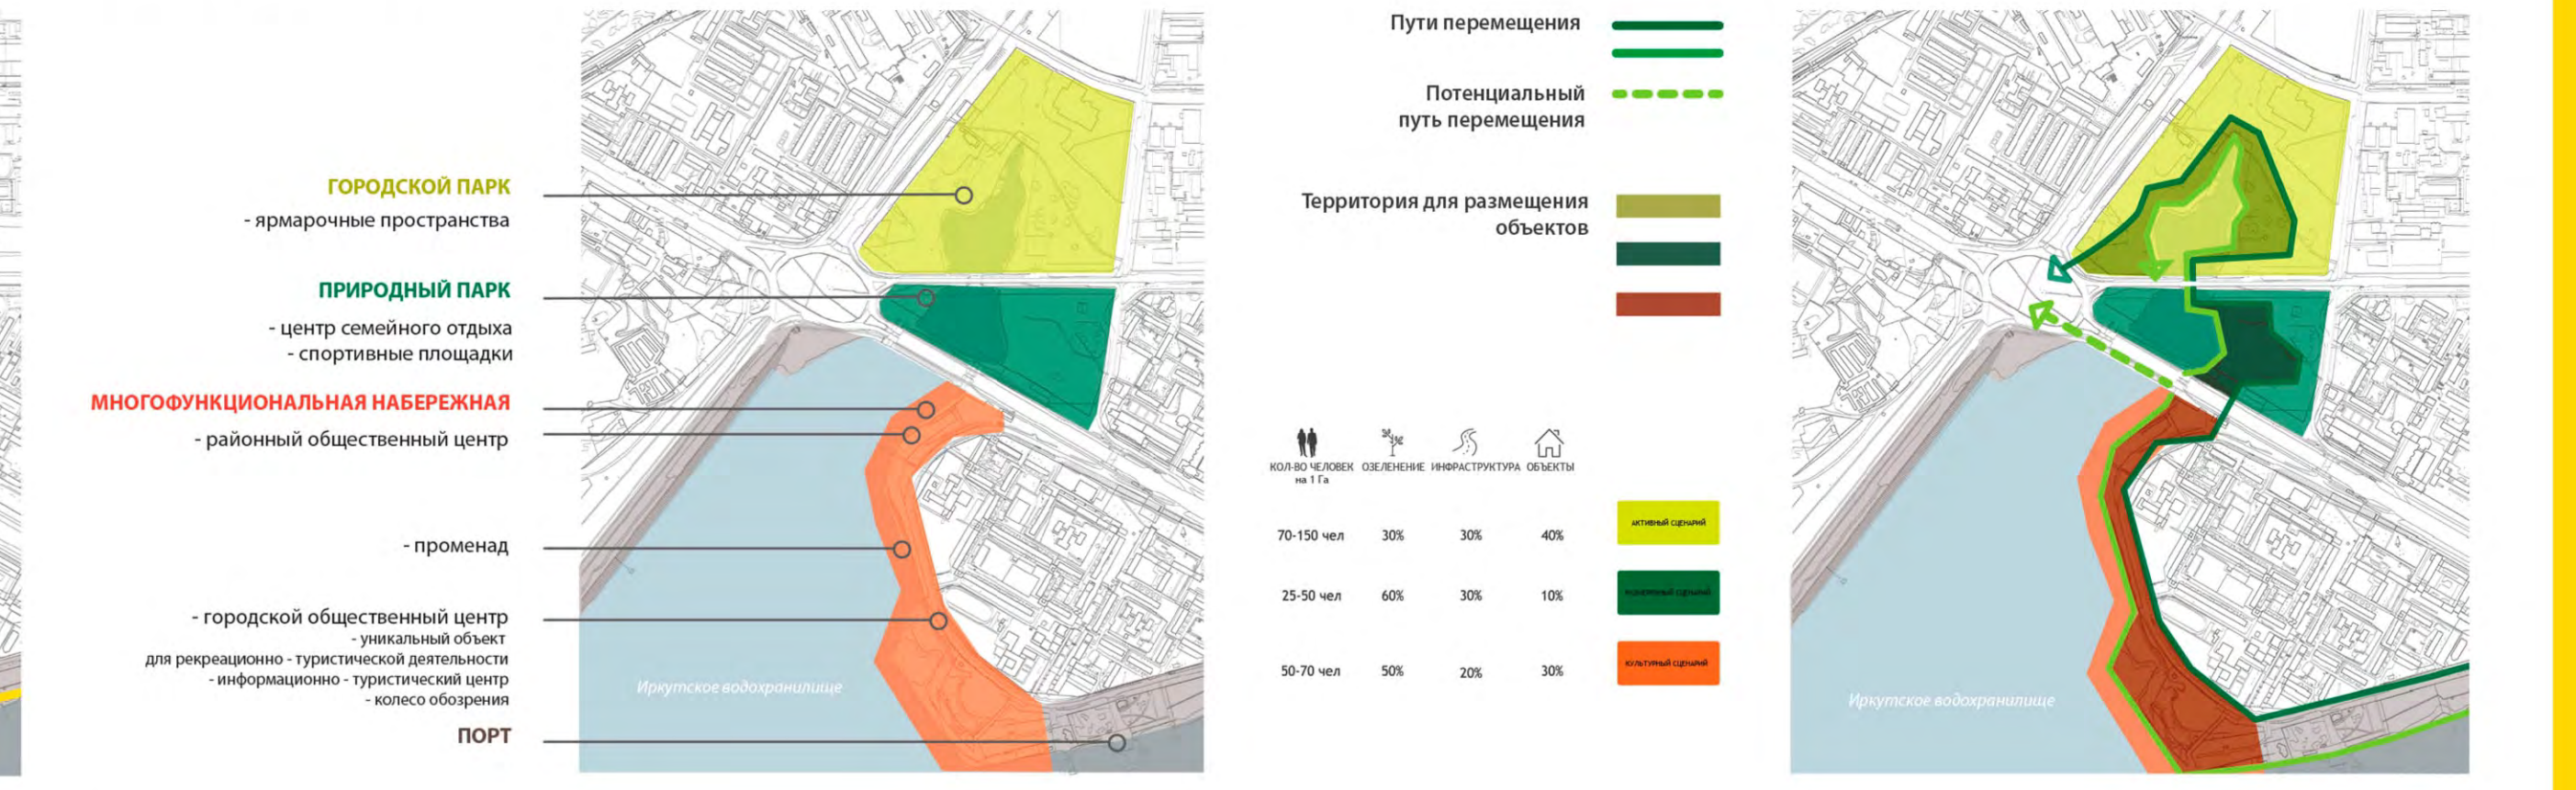 ГОРОДСКОЙ ПАРК
- ярмарочные пространства
ПРИРОДНЫЙ ПАРК
- центр семейного отдыха
- спортивные площадки
МНОГОФУНКЦИОНАЛЬНАЯ НАБЕРЕЖНАЯ
- районный общественный центр
- променад
- городской общественный центр
- уникальный объект
для рекреационно - туристической деятельности
- информационно - туристический центр
- колесо обозрения
ПОРТ
Иркутское водохранилище
Пути перемещения
Потенциальный
путь перемещения
Территория для размещения
объектов
КОЛ-ВО ЧЕЛОВЕК ОЗЕЛЕНЕНИЕ ИНФРАСТРУКТУРА ОБЪЕКТЫ
на 1 Га
70-150 чел 30% 30% 40% АКТИВНЫЙ СЦЕНАРИЙ
25-50 чел 60% 30% 10% СЦЕНАРИЙ
50-70 чел 50% 20% 30% КУЛЬТУРНЫЙ СЦЕНАРИЙ
Иркутское водохранилище